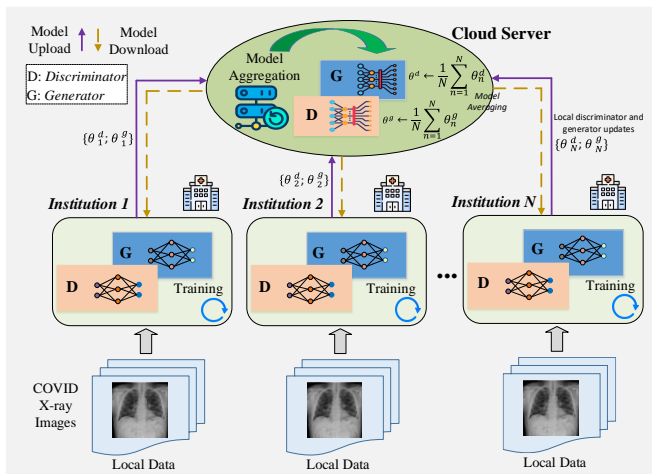 Model
Upload
Model
Download
D: Discriminator
G: Generator
Cloud Server
Model
Aggregation
G
D
θ^d ← 1/N ∑_{n=1}^{N} θ_n^d
Model
Averaging
θ^g ← 1/N ∑_{n=1}^{N} θ_n^g
{θ_1^d; θ_1^g}
{θ_2^d; θ_2^g}
Local discriminator and
generator updates
{θ_N^d; θ_N^g}
Institution 1
G
D
Training
Institution 2
G
D
Training
...
Institution N
G
D
Training
COVID
X-ray
Images
Local Data
Local Data
Local Data